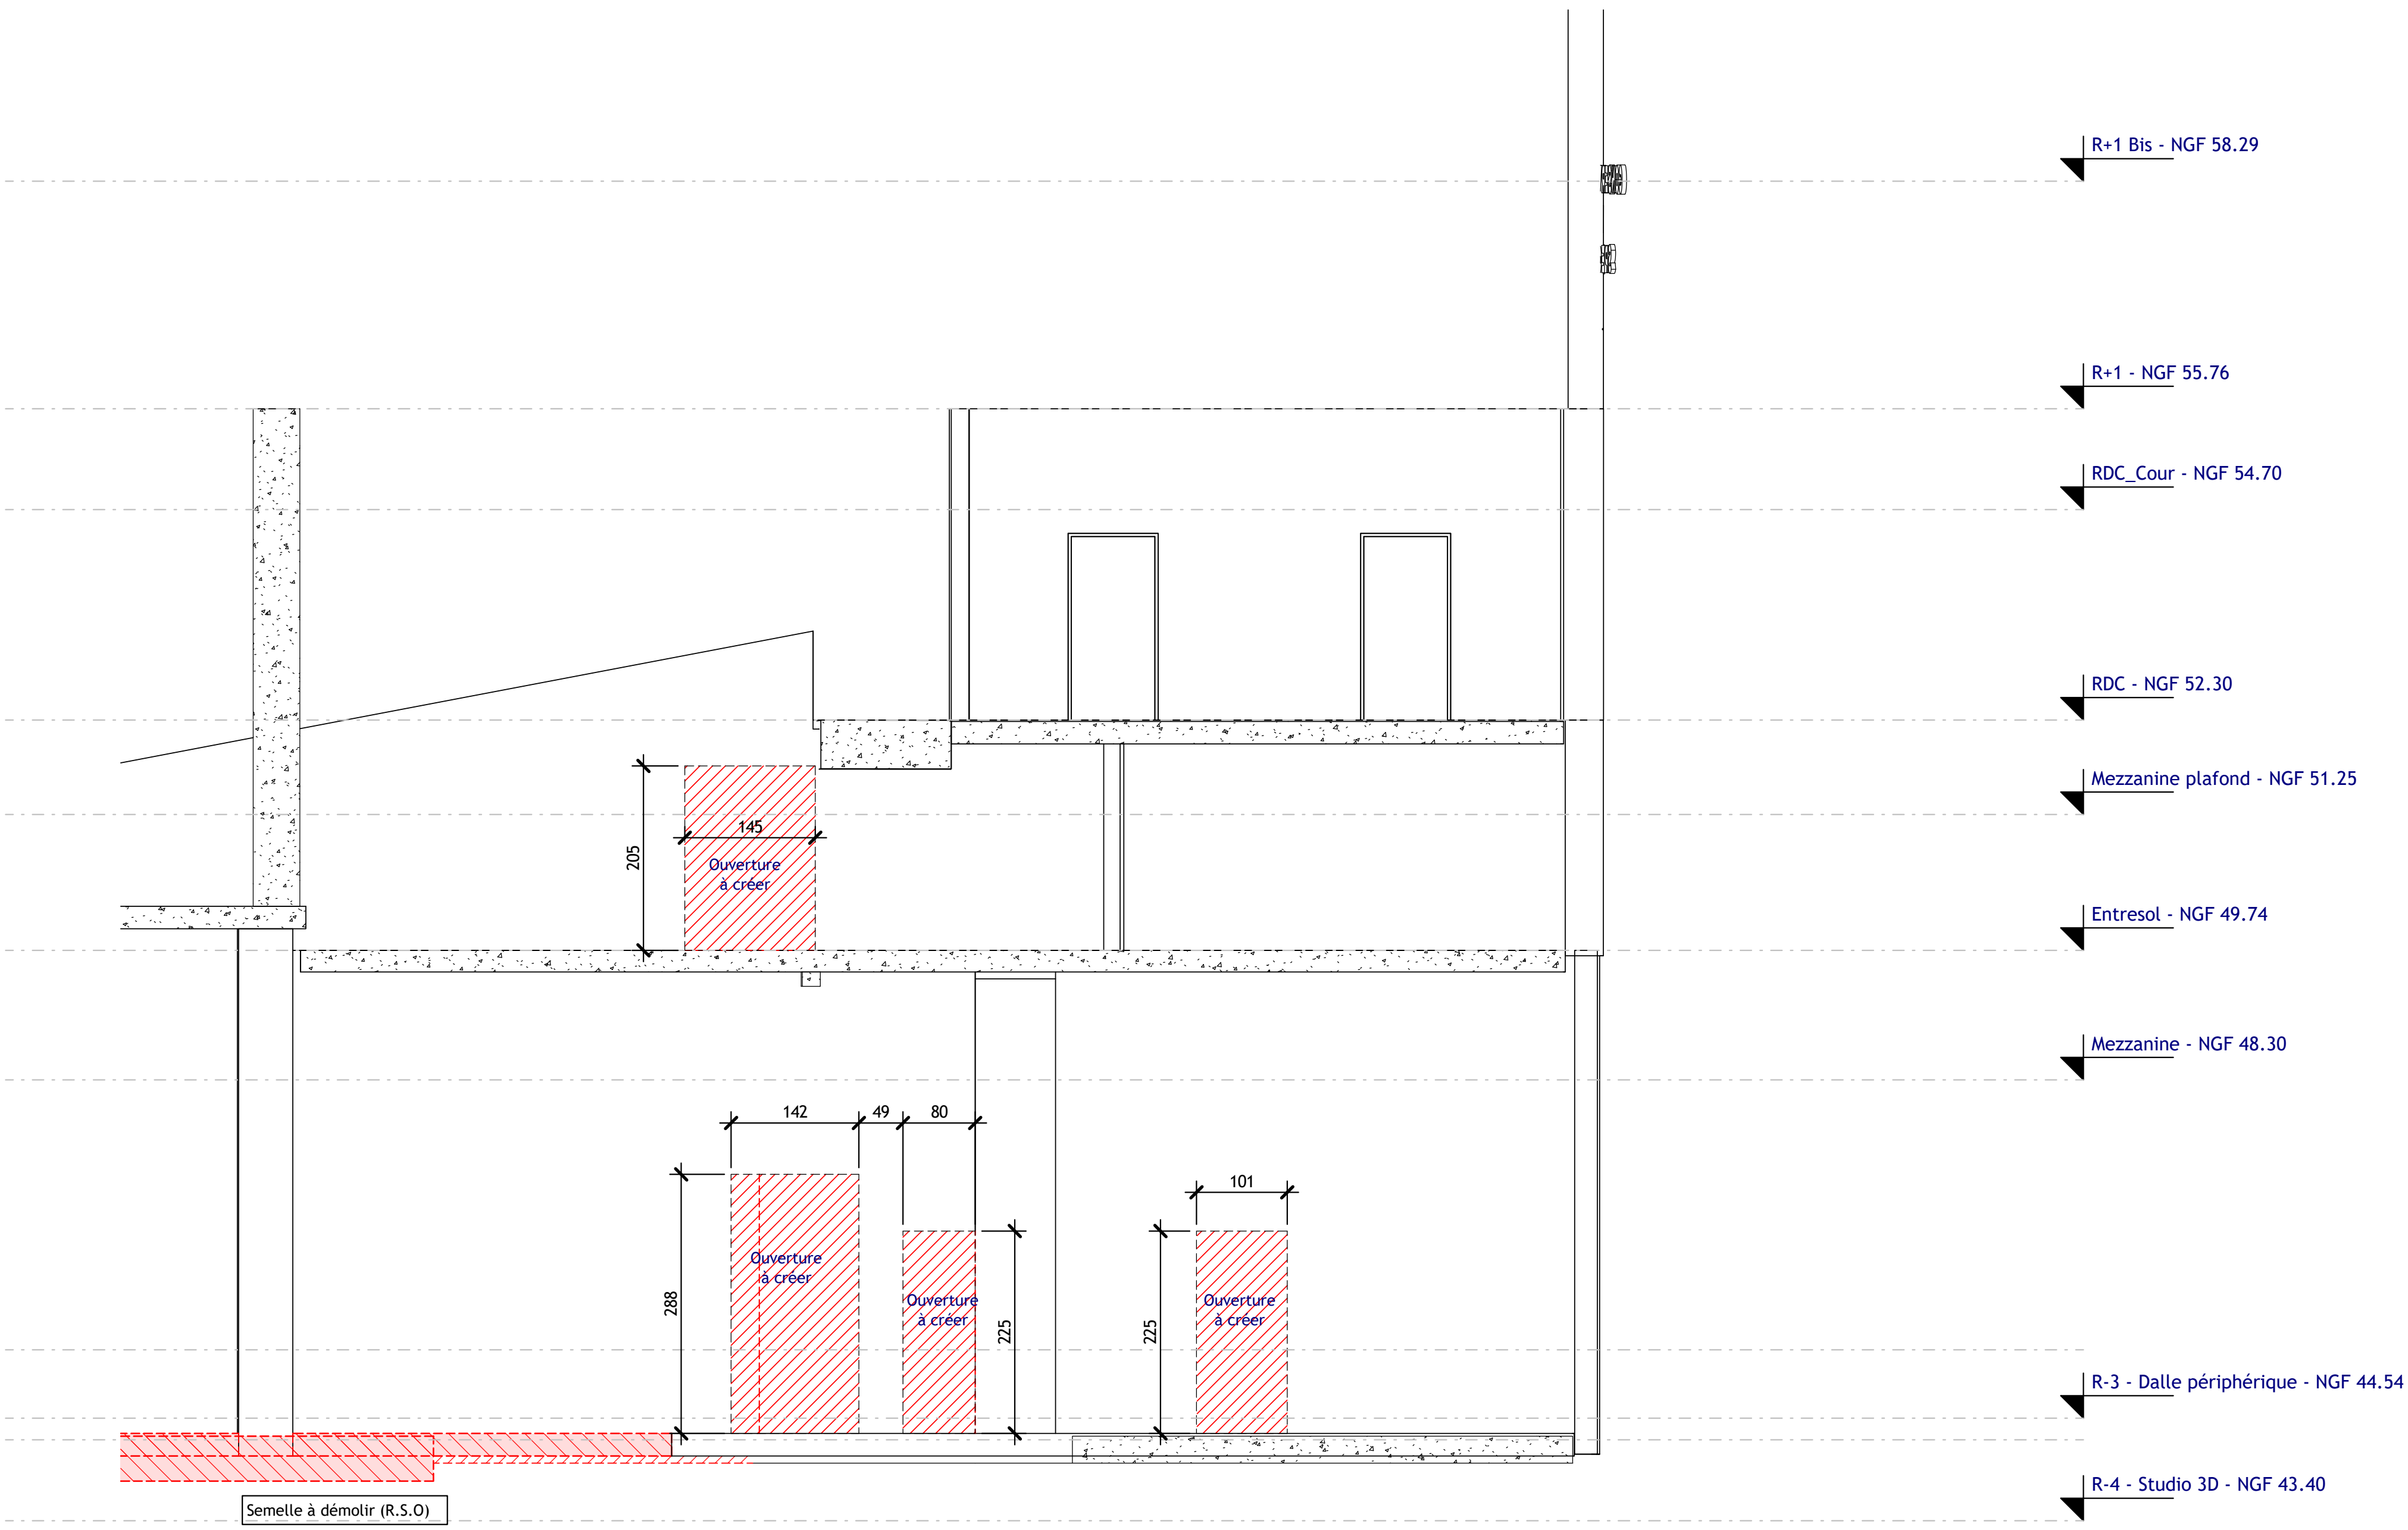 R+1 Bis - NGF 58.29
R+1 - NGF 55.76
RDC_Cour - NGF 54.70
RDC - NGF 52.30
Mezzanine plafond - NGF 51.25
145
205
Ouverture
à créer
Entresol - NGF 49.74
Mezzanine - NGF 48.30
142
49
80
101
288
Ouverture
à créer
Ouverture
à créer
225
225
Ouverture
à créer
R-3 - Dalle périphérique - NGF 44.54
R-4 - Studio 3D - NGF 43.40
Semelle à démolir (R.S.O)